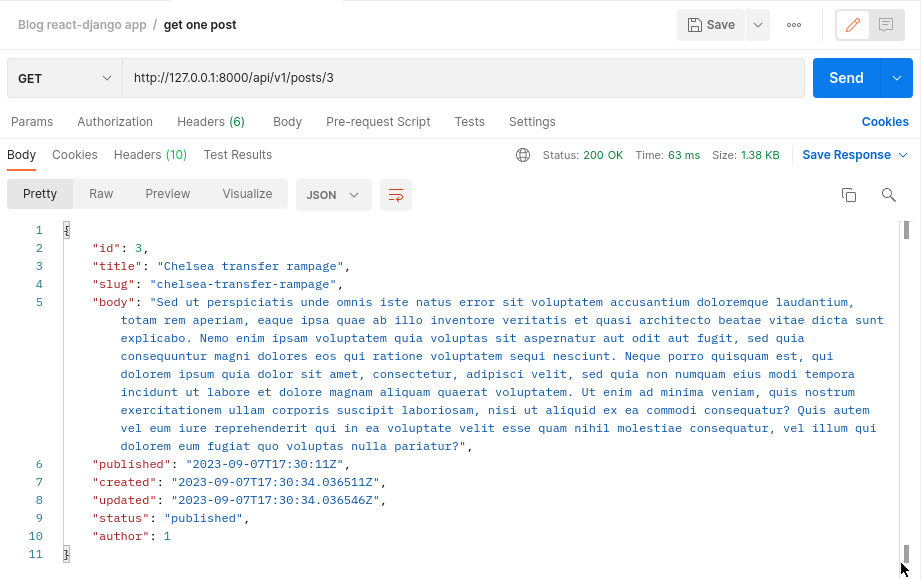 Blog react-django app / get one post
Save
GET
http://127.0.0.1:8000/api/v1/posts/3
Send
Params Authorization Headers (6) Body Pre-request Script Tests Settings Cookies
Body Cookies Headers (10) Test Results Status: 200 OK Time: 63 ms Size: 1.38 KB Save Response
Pretty Raw Preview Visualize JSON
1 {
2 "id": 3,
3 "title": "Chelsea transfer rampage",
4 "slug": "chelsea-transfer-rampage",
5 "body": "Sed ut perspiciatis unde omnis iste natus error sit voluptatem accusantium doloremque laudantium,
totam rem aperiam, eaque ipsa quae ab illo inventore veritatis et quasi architecto beatae vitae dicta sunt
explicabo. Nemo enim ipsam voluptatem quia voluptas sit aspernatur aut odit aut fugit, sed quia
consequuntur magni dolores eos qui ratione voluptatem sequi nesciunt. Neque porro quisquam est, qui
dolorem ipsum quia dolor sit amet, consectetur, adipisci velit, sed quia non numquam eius modi tempora
incidunt ut labore et dolore magnam aliquam quaerat voluptatem. Ut enim ad minima veniam, quis nostrum
exercitationem ullam corporis suscipit laboriosam, nisi ut aliquid ex ea commodi consequatur? Quis autem
vel eum iure reprehenderit qui in ea voluptate velit esse quam nihil molestiae consequatur, vel illum qui
dolorem eum fugiat quo voluptas nulla pariatur?",
6 "published": "2023-09-07T17:30:11Z",
7 "created": "2023-09-07T17:30:34.036511Z",
8 "updated": "2023-09-07T17:30:34.036546Z",
9 "status": "published",
10 "author": 1
11 }